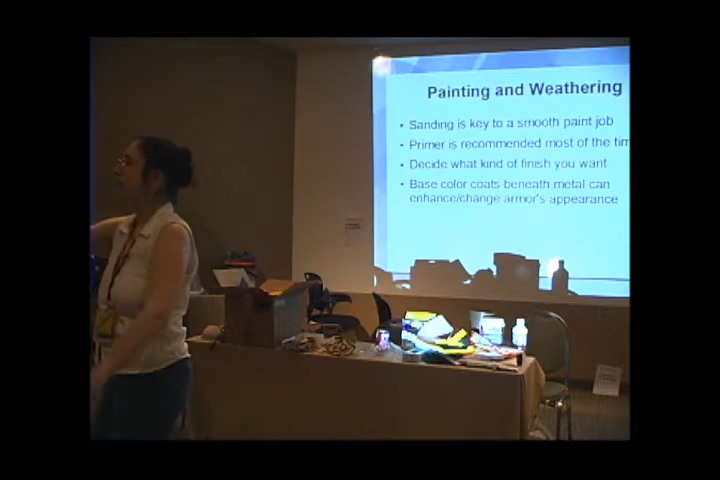 Painting and Weathering
• Sanding is key to a smooth paint job
• Primer is recommended most of the tim
• Decide what kind of finish you want
• Base color coats beneath metal can
enhance/change armor's appearance